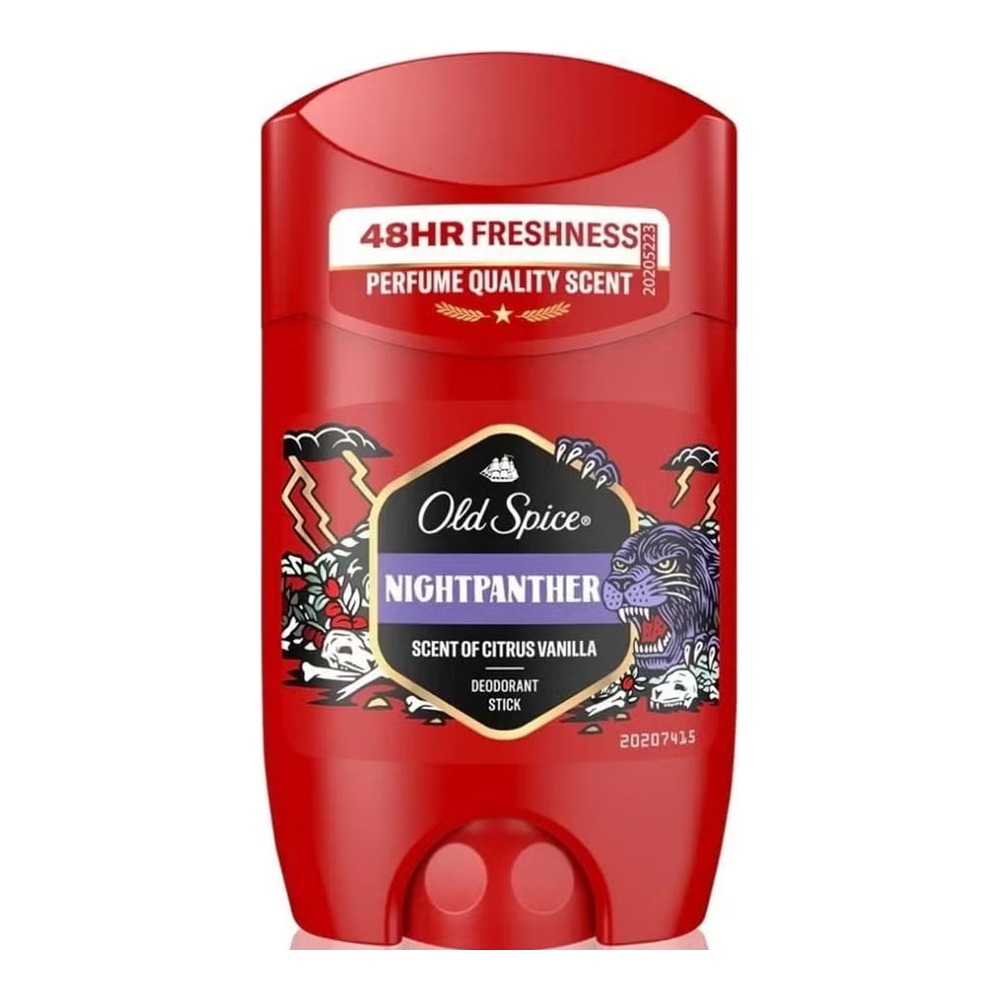 48HR FRESHNESS
20205223
PERFUME QUALITY SCENT
Old Spice®
NIGHTPANTHER
SCENT OF CITRUS VANILLA
DEODORANT
STICK
20207415